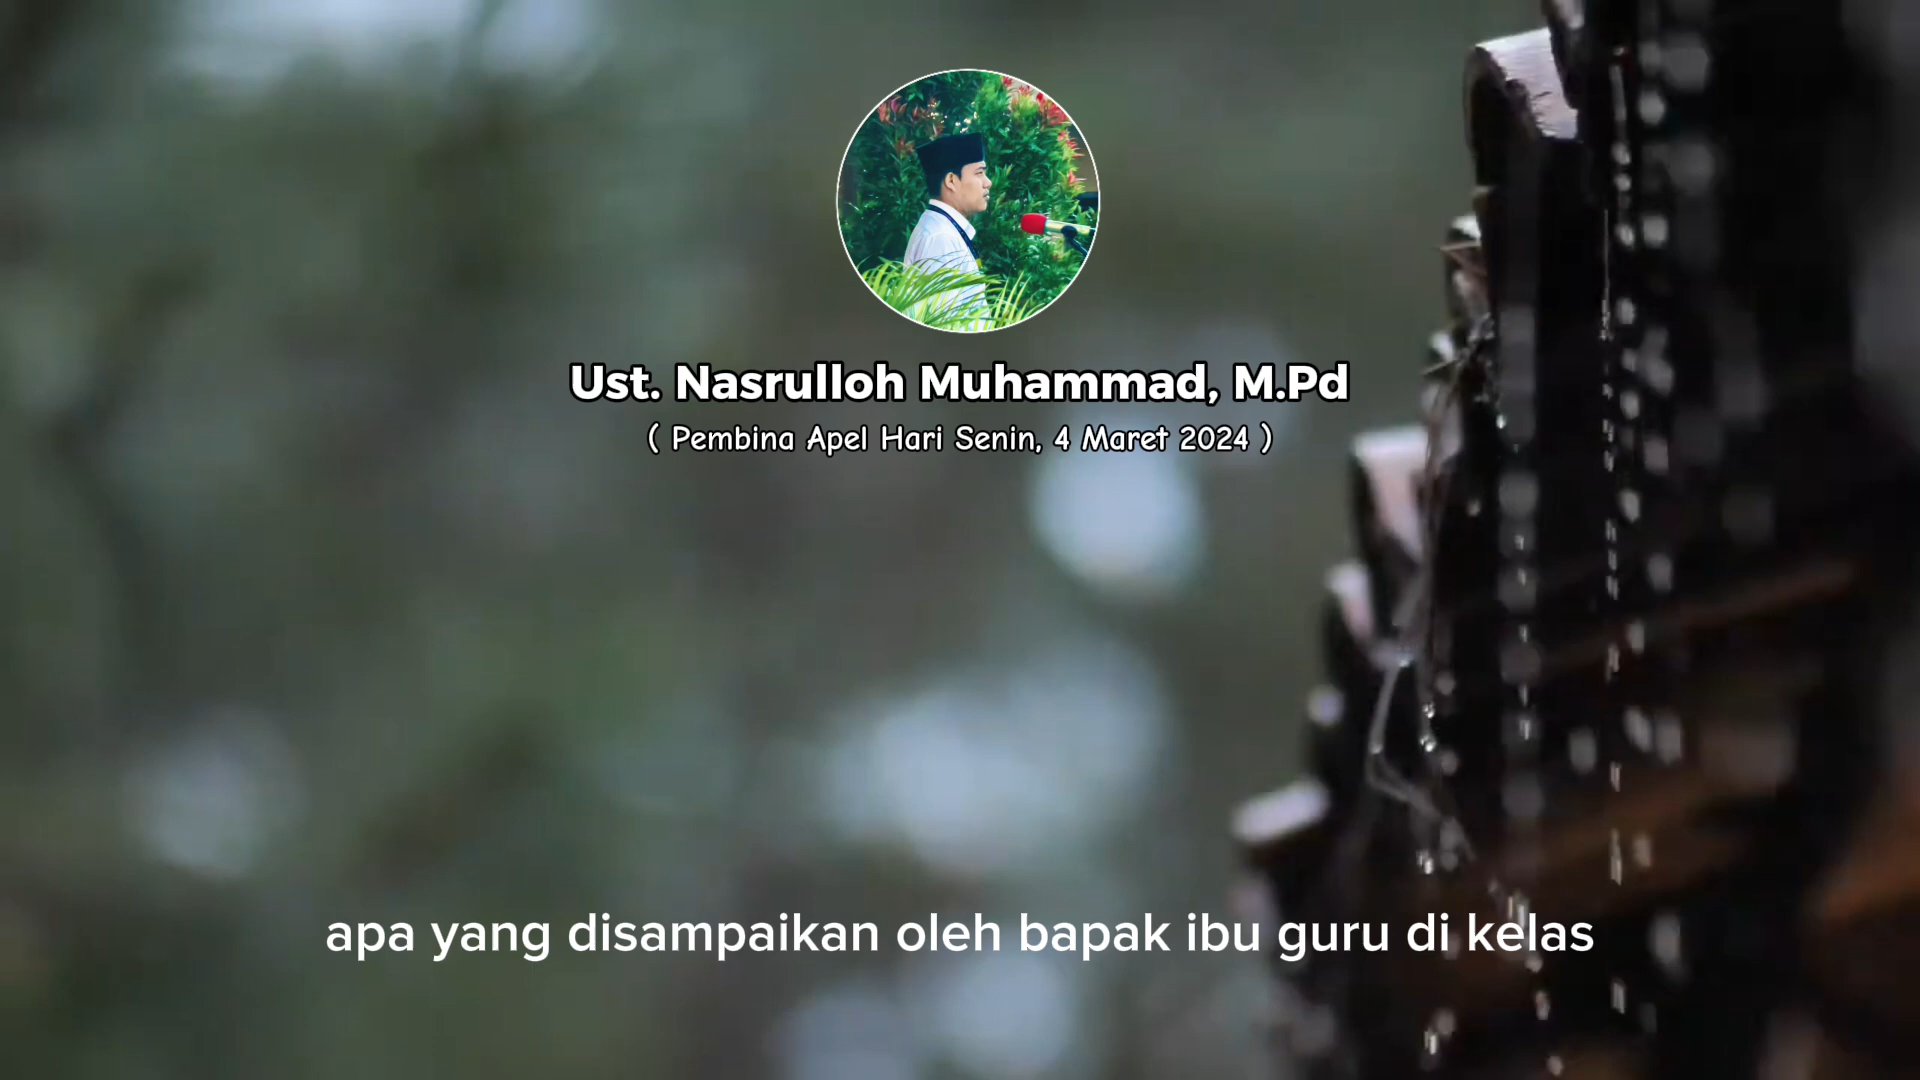 Ust. Nasrulloh Muhammad, M.Pd
( Pembina Apel Hari Senin, 4 Maret 2024 )
apa yang disampaikan oleh bapak ibu guru di kelas